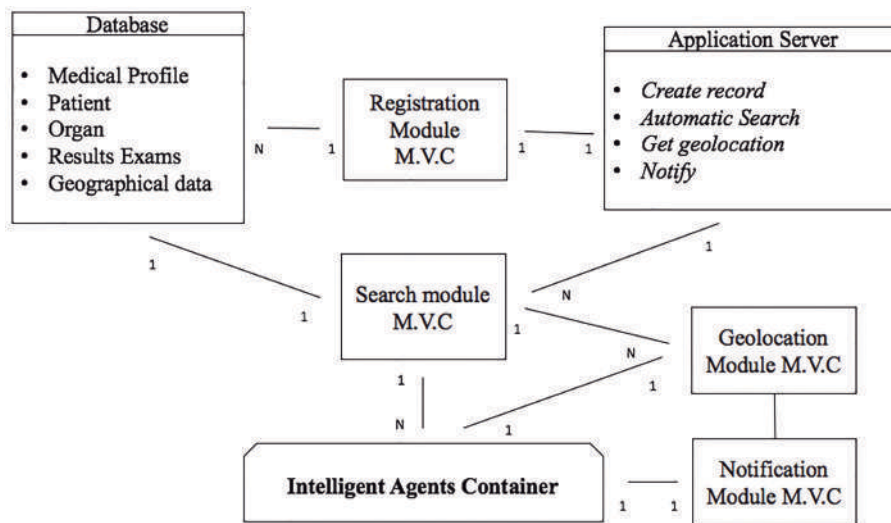 Database
• Medical Profile
• Patient
• Organ
• Results Exams
• Geographical data
Registration
Module
M.V.C
Application Server
• Create record
• Automatic Search
• Get geolocation
• Notify
N
1
1
1
1
1
1
N
Search module
M.V.C
1
N
1
Geolocation
Module M.V.C
1
N
1
Intelligent Agents Container
1
1
Notification
Module M.V.C